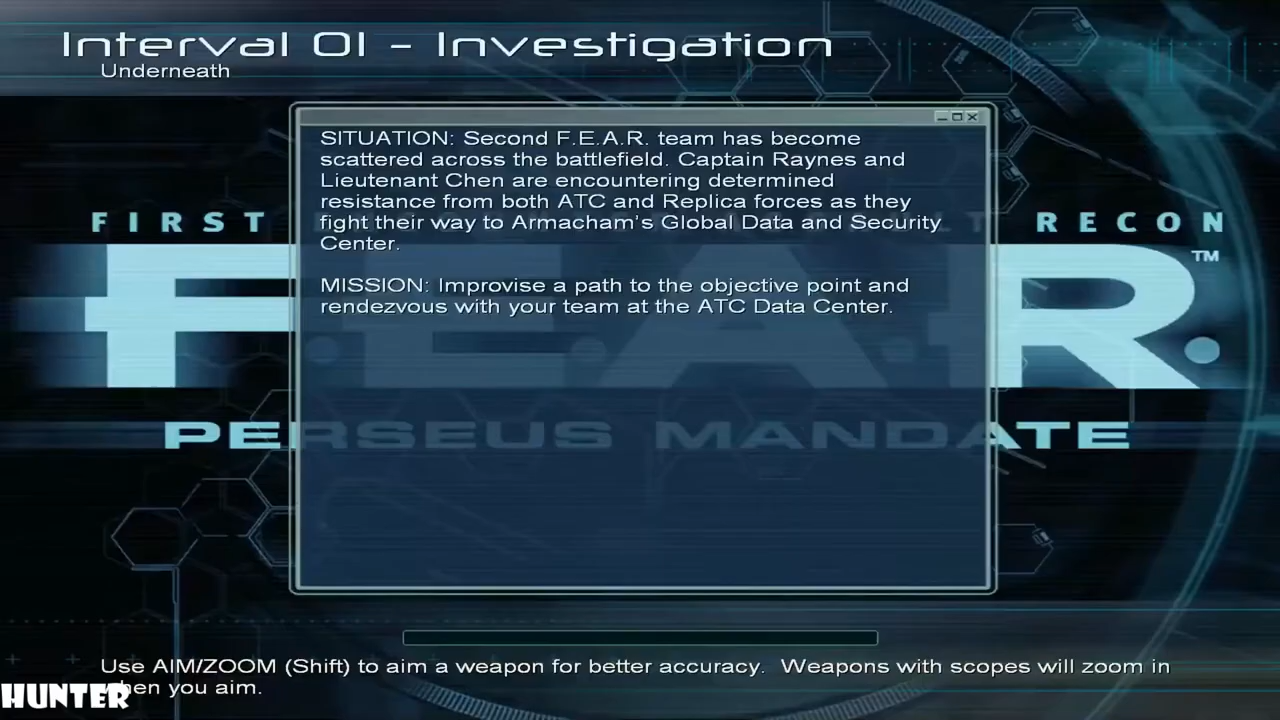 Interval 01 - Investigation
Underneath
SITUATION: Second F.E.A.R. team has become
scattered across the battlefield. Captain Raynes and
Lieutenant Chen are encountering determined
resistance from both ATC and Replica forces as they
fight their way to Armacham's Global Data and Security
Center.
MISSION: Improvise a path to the objective point and
rendezvous with your team at the ATC Data Center.
FIRST RECON
F.E.A.R.™
PERSEUS MANDATE
Use AIM/ZOOM (Shift) to aim a weapon for better accuracy. Weapons with scopes will zoom in
when you aim.
HUNTER